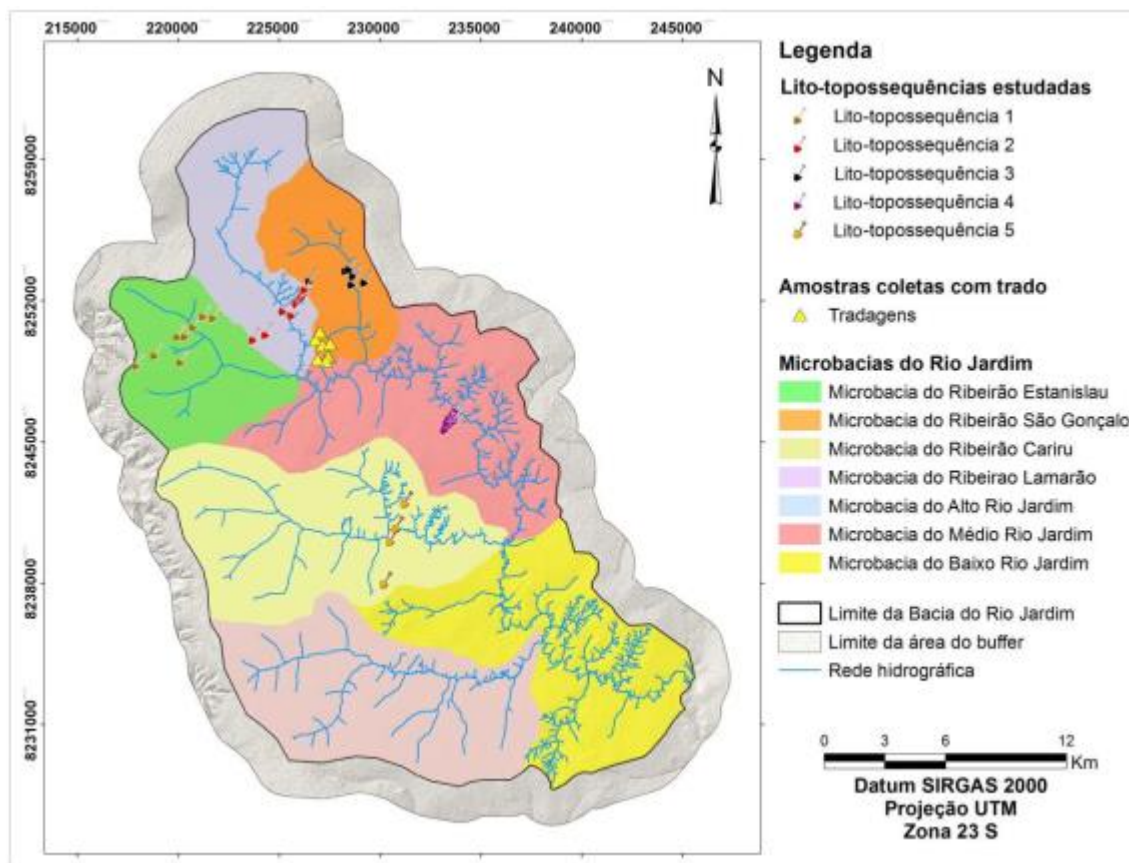 215000 220000 225000 230000 235000 240000 245000
8259000
8252000
8245000
8238000
8231000
N
Legenda
Lito-topossequências estudadas
Lito-topossequência 1
Lito-topossequência 2
Lito-topossequência 3
Lito-topossequência 4
Lito-topossequência 5
Amostras coletas com trado
Tradagens
Microbacias do Rio Jardim
Microbacia do Ribeirão Estanislau
Microbacia do Ribeirão São Gonçalo
Microbacia do Ribeirão Cariru
Microbacia do Ribeirao Lamarão
Microbacia do Alto Rio Jardim
Microbacia do Médio Rio Jardim
Microbacia do Baixo Rio Jardim
Limite da Bacia do Rio Jardim
Limite da área do buffer
Rede hidrográfica
0 3 6 12
Km
Datum SIRGAS 2000
Projeção UTM
Zona 23 S